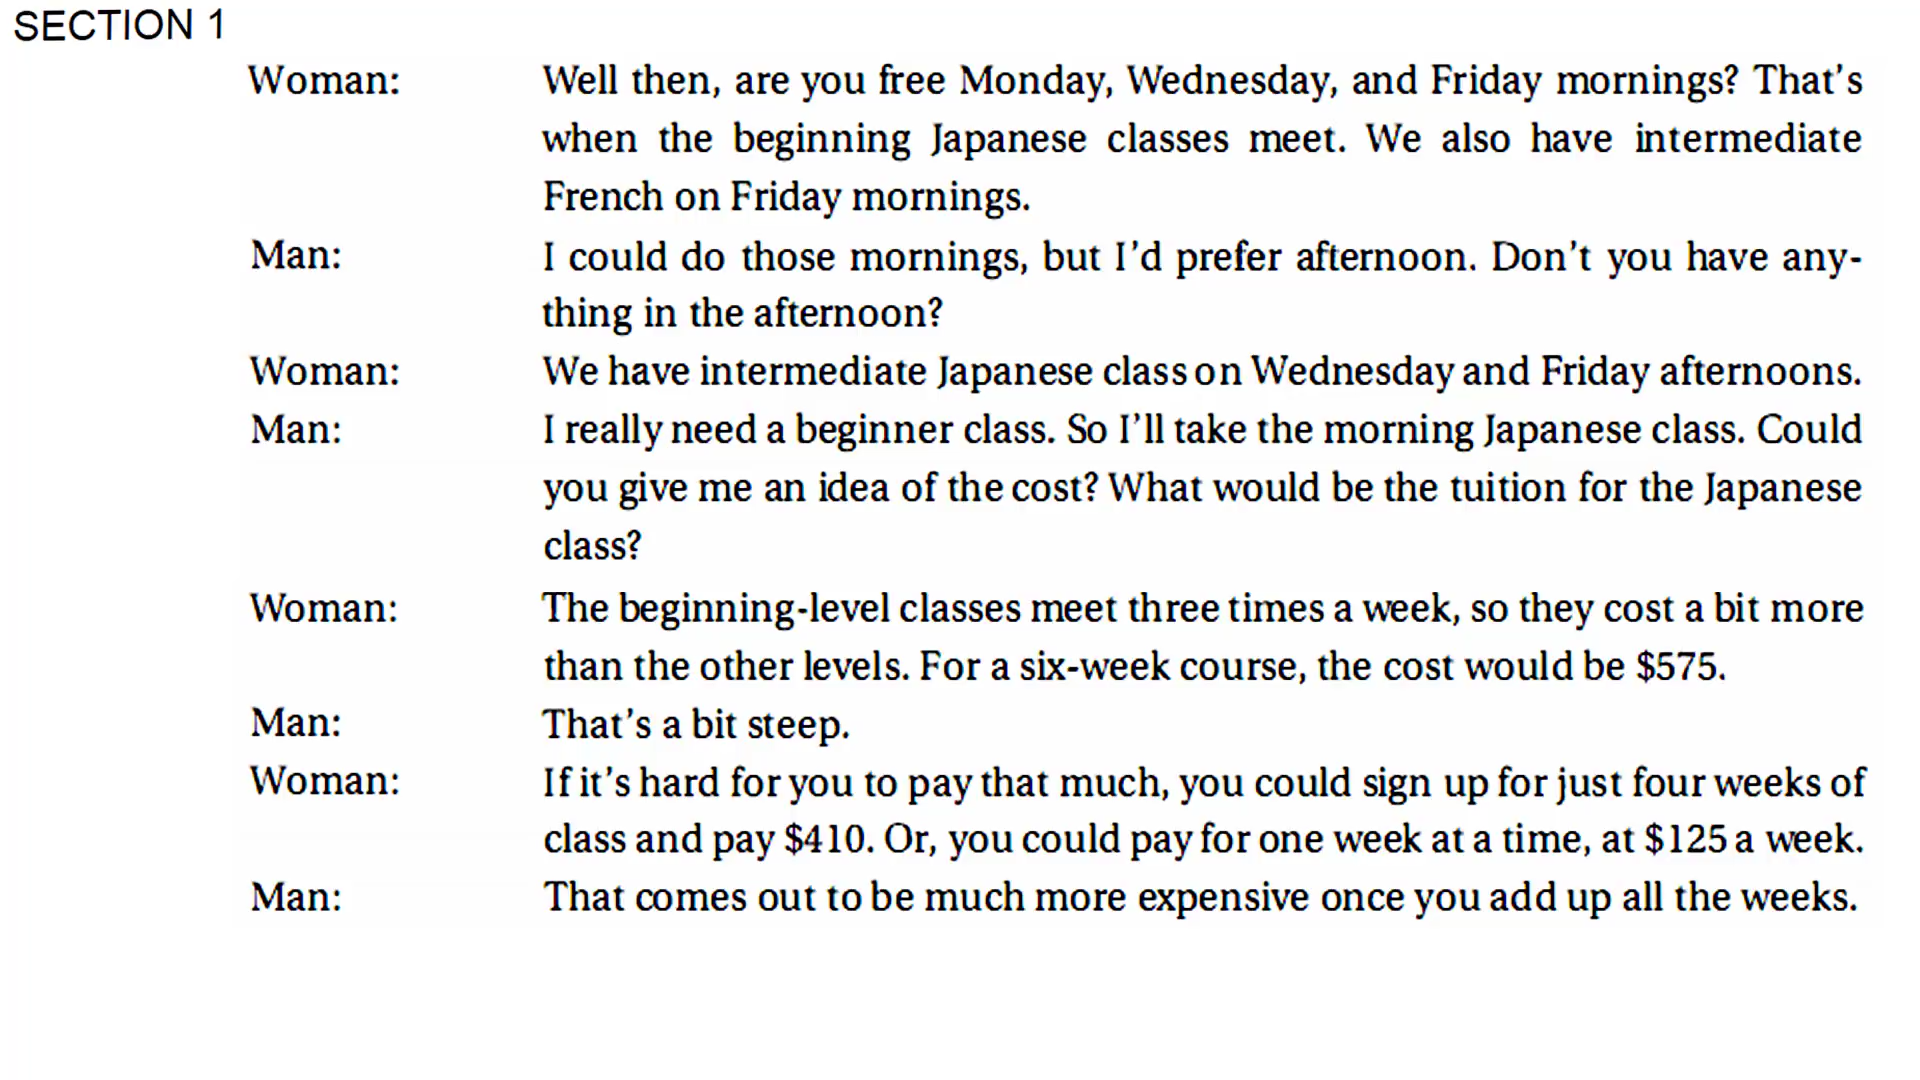 SECTION 1
Woman: Well then, are you free Monday, Wednesday, and Friday mornings? That's
when the beginning Japanese classes meet. We also have intermediate
French on Friday mornings.
Man: I could do those mornings, but I'd prefer afternoon. Don't you have any-
thing in the afternoon?
Woman: We have intermediate Japanese class on Wednesday and Friday afternoons.
Man: I really need a beginner class. So I'll take the morning Japanese class. Could
you give me an idea of the cost? What would be the tuition for the Japanese
class?
Woman: The beginning-level classes meet three times a week, so they cost a bit more
than the other levels. For a six-week course, the cost would be $575.
Man: That's a bit steep.
Woman: If it's hard for you to pay that much, you could sign up for just four weeks of
class and pay $410. Or, you could pay for one week at a time, at $125 a week.
Man: That comes out to be much more expensive once you add up all the weeks.